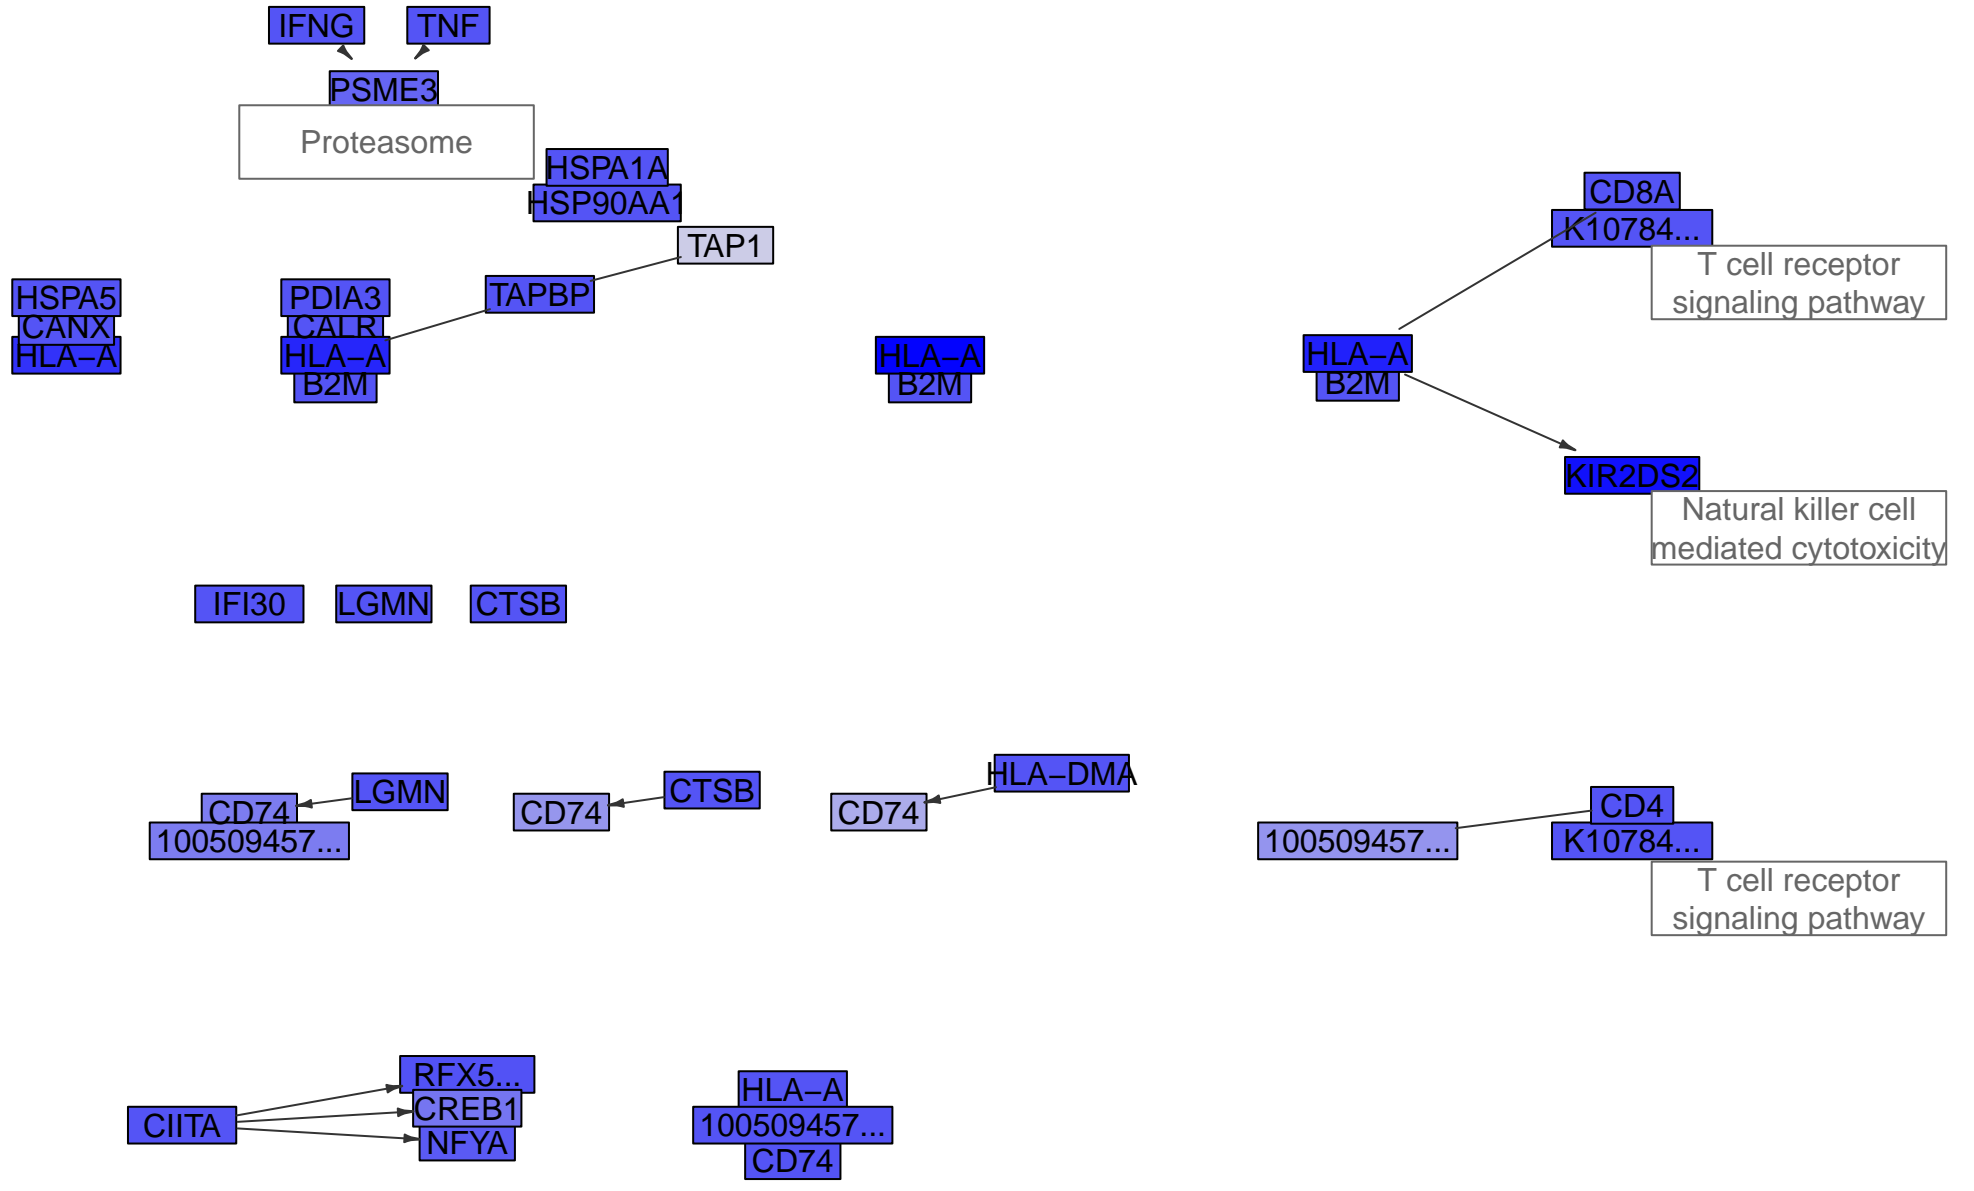 IFNG
TNF
PSME3
Proteasome
HSPA1A
HSP90AA1
TAP1
TAPBP
CD8A
K10784...
T cell receptor
signaling pathway
HSPA5
CANX
HLA−A
PDIA3
CALR
HLA−A
B2M
HLA−A
B2M
HLA−A
B2M
KIR2DS2
Natural killer cell
mediated cytotoxicity
IFI30
LGMN
CTSB
LGMN
CD74
100509457...
CTSB
CD74
HLA−DMA
CD74
CD4
100509457...
K10784...
T cell receptor
signaling pathway
RFX5...
CREB1
CIITA
NFYA
HLA−A
100509457...
CD74